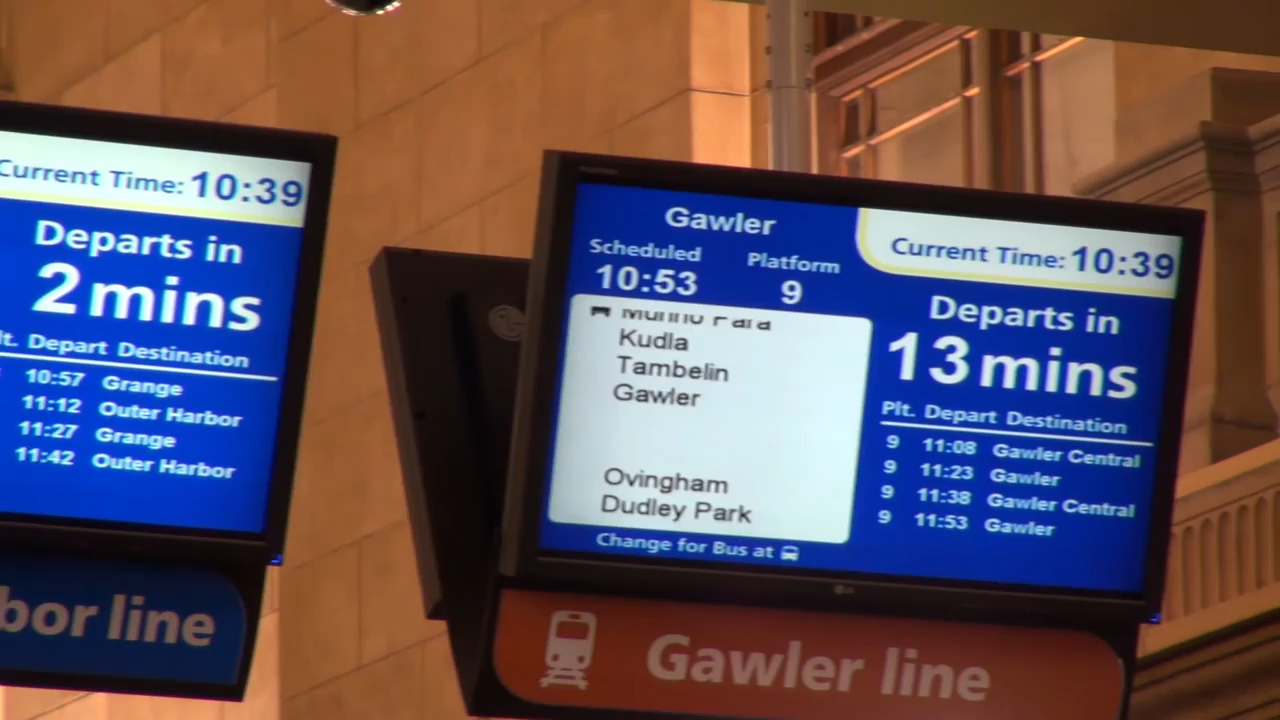 Current Time: 10:39
Departs in
2 mins
Depart Destination
10:57 Grange
11:12 Outer Harbor
11:27 Grange
11:42 Outer Harbor
line
Gawler
Current Time: 10:39
Scheduled Platform
10:53 9
Departs in
13 mins
Munno Para
Kudla
Tambelin
Gawler
Ovingham
Dudley Park
Change for Bus at
Plt. Depart Destination
9 11:08 Gawler Central
9 11:23 Gawler
9 11:38 Gawler Central
9 11:53 Gawler
LG
Gawler line